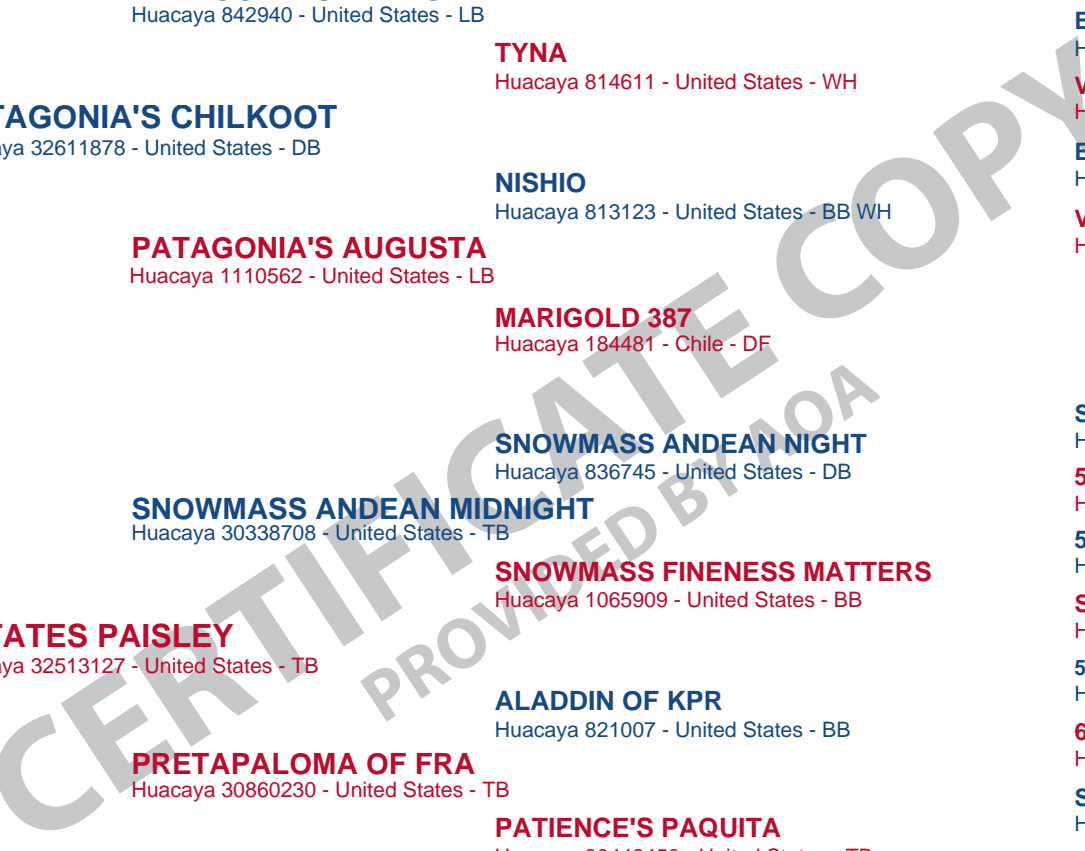 Huacaya 842940 - United States - LB
TYNA
Huacaya 814611 - United States - WH
TAGONIA'S CHILKOOT
aya 32611878 - United States - DB
NISHIO
Huacaya 813123 - United States - BB WH
PATAGONIA'S AUGUSTA
Huacaya 1110562 - United States - LB
MARIGOLD 387
Huacaya 184481 - Chile - DF
SNOWMASS ANDEAN NIGHT
Huacaya 836745 - United States - DB
SNOWMASS ANDEAN MIDNIGHT
Huacaya 30338708 - United States - TB
SNOWMASS FINENESS MATTERS
Huacaya 1065909 - United States - BB
TATES PAISLEY
aya 32513127 - United States - TB
ALADDIN OF KPR
Huacaya 821007 - United States - BB
PRETAPALOMA OF FRA
Huacaya 30860230 - United States - TB
PATIENCE'S PAQUITA
CERTIFICATE COPY
PROVIDED BY AOA